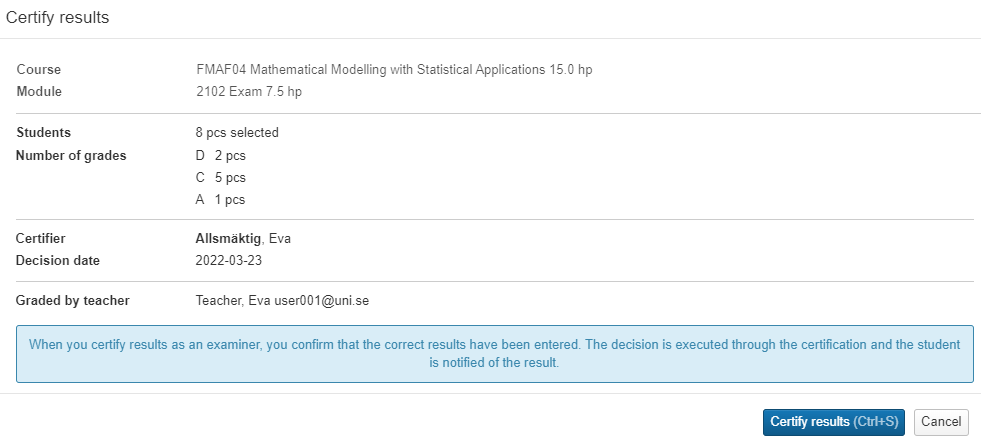 Certify results
Course FMAF04 Mathematical Modelling with Statistical Applications 15.0 hp
Module 2102 Exam 7.5 hp
Students 8 pcs selected
Number of grades D 2 pcs
C 5 pcs
A 1 pcs
Certifier Allsmäktig, Eva
Decision date 2022-03-23
Graded by teacher Teacher, Eva user001@uni.se
When you certify results as an examiner, you confirm that the correct results have been entered. The decision is executed through the certification and the student
is notified of the result.
Certify results (Ctrl+S) Cancel